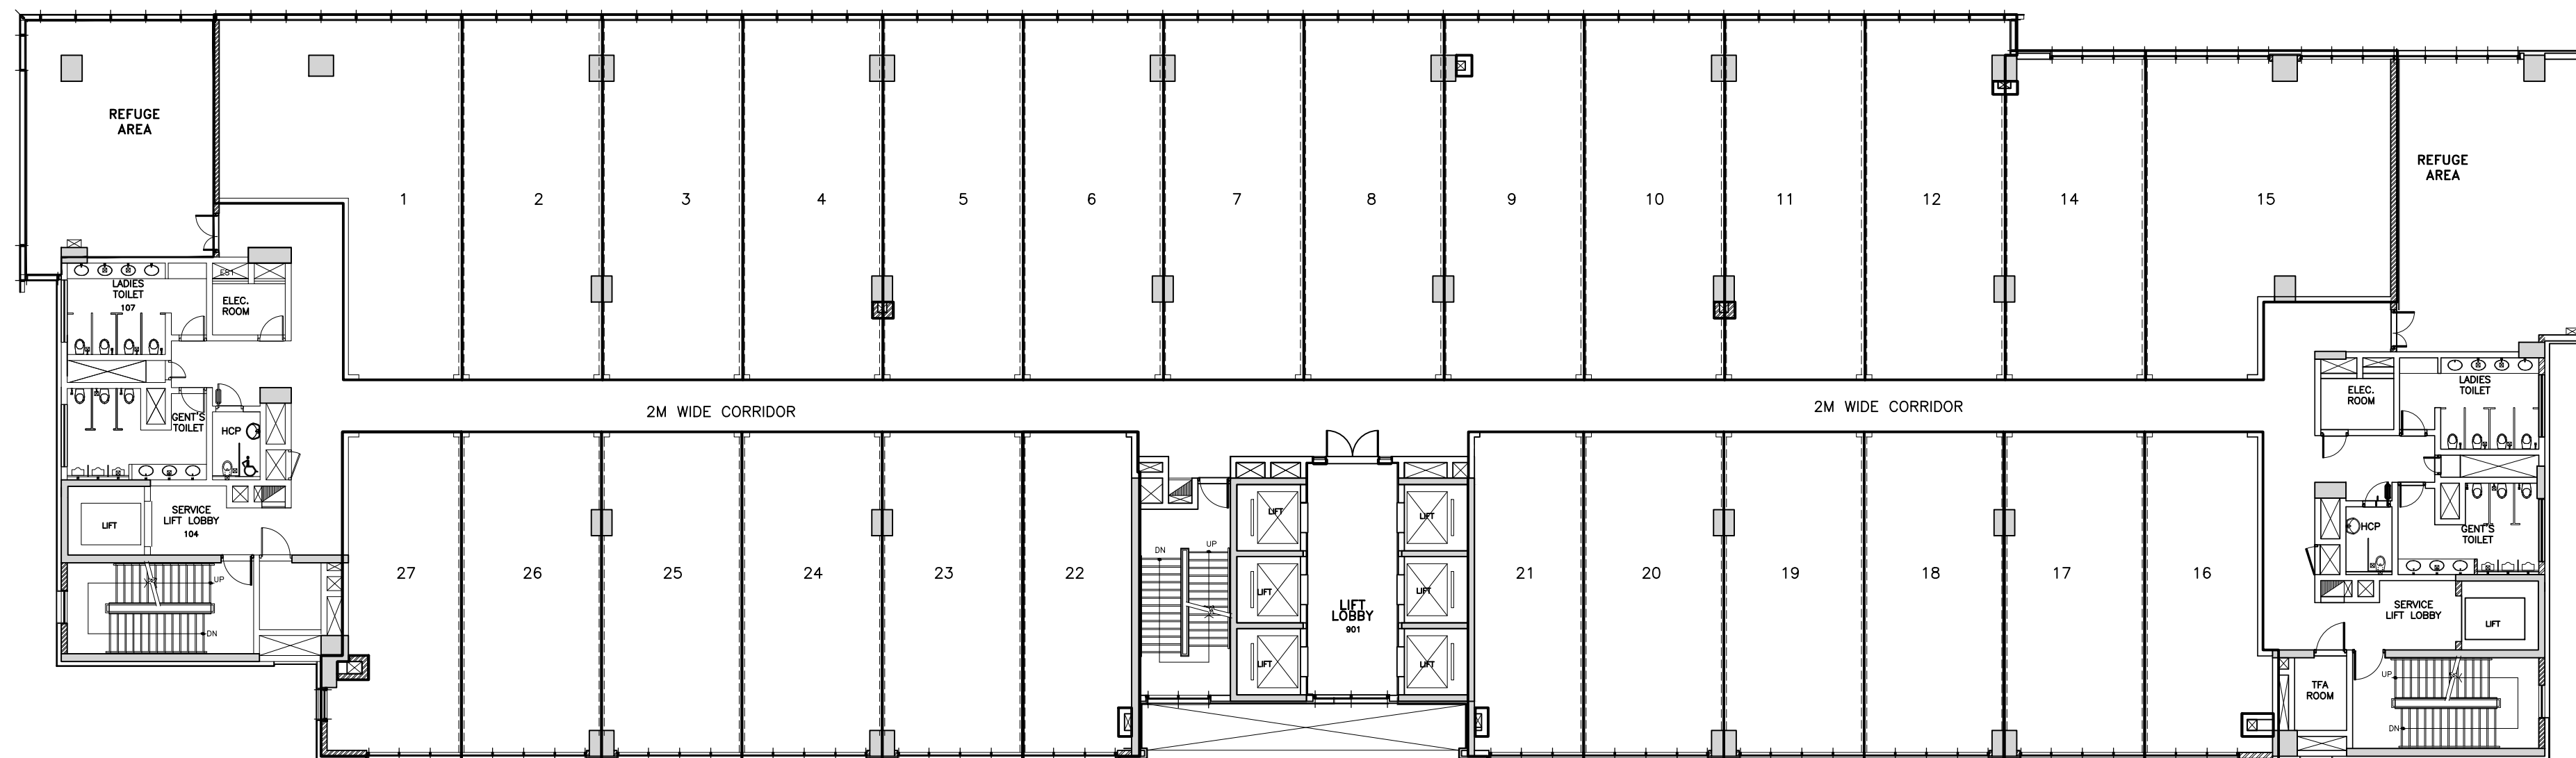 REFUGE
AREA
1
2
3
4
5
6
7
8
9
10
11
12
14
15
REFUGE
AREA
LADIES
TOILET
107
ES1
ELEC.
ROOM
GENT'S
TOILET
HCP
2M WIDE CORRIDOR
2M WIDE CORRIDOR
ELEC.
ROOM
LADIES
TOILET
HCP
GENT'S
TOILET
LIFT
SERVICE
LIFT LOBBY
104
UP
DN
27
26
25
24
23
22
DN
UP
LIFT
LIFT
LIFT
LIFT
LOBBY
901
LIFT
LIFT
LIFT
21
20
19
18
17
16
SERVICE
LIFT LOBBY
LIFT
TFA
ROOM
UP
DN